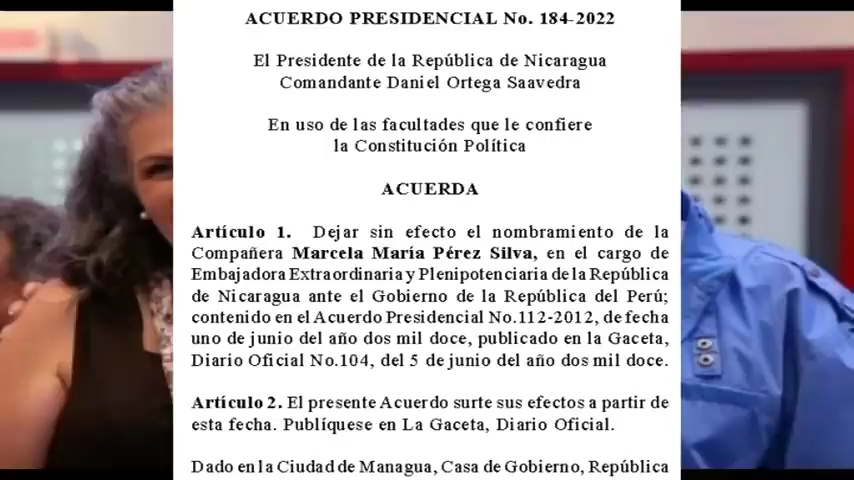 ACUERDO PRESIDENCIAL No. 184-2022
El Presidente de la República de Nicaragua
Comandante Daniel Ortega Saavedra
En uso de las facultades que le confiere
la Constitución Política
ACUERDA
Artículo 1. Dejar sin efecto el nombramiento de la
Compañera Marcela María Pérez Silva, en el cargo de
Embajadora Extraordinaria y Plenipotenciaria de la República
de Nicaragua ante el Gobierno de la República del Perú;
contenido en el Acuerdo Presidencial No.112-2012, de fecha
uno de junio del año dos mil doce, publicado en la Gaceta,
Diario Oficial No.104, del 5 de junio del año dos mil doce.
Artículo 2. El presente Acuerdo surte sus efectos a partir de
esta fecha. Publíquese en La Gaceta, Diario Oficial.
Dado en la Ciudad de Managua, Casa de Gobierno, República